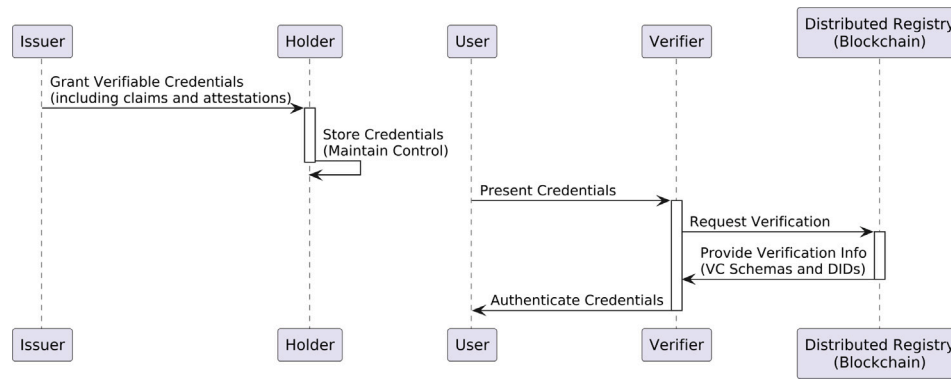 Issuer
Holder
User
Verifier
Distributed Registry
(Blockchain)
Grant Verifiable Credentials
(including claims and attestations)
Store Credentials
(Maintain Control)
Present Credentials
Request Verification
Provide Verification Info
(VC Schemas and DIDs)
Authenticate Credentials
Issuer
Holder
User
Verifier
Distributed Registry
(Blockchain)